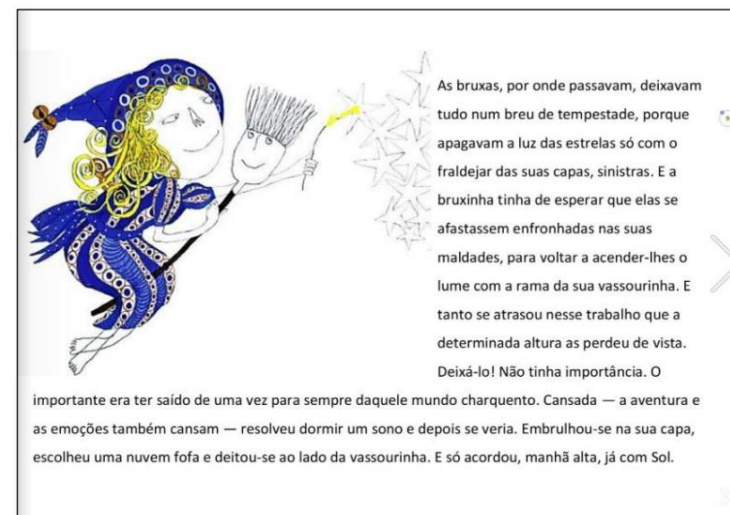 As bruxas, por onde passavam, deixavam
tudo num breu de tempestade, porque
apagavam a luz das estrelas só com o
fraldejar das suas capas, sinistras. E a
bruxinha tinha de esperar que elas se
afastassem enfronhadas nas suas
maldades, para voltar a acender-lhes o
lume com a rama da sua vassourinha. E
tanto se atrasou nesse trabalho que a
determinada altura as perdeu de vista.
Deixá-lo! Não tinha importância. O
importante era ter saído de uma vez para sempre daquele mundo charquento. Cansada — a aventura e
as emoções também cansam — resolveu dormir um sono e depois se veria. Embrulhou-se na sua capa,
escolheu uma nuvem fofa e deitou-se ao lado da vassourinha. E só acordou, manhã alta, já com Sol.